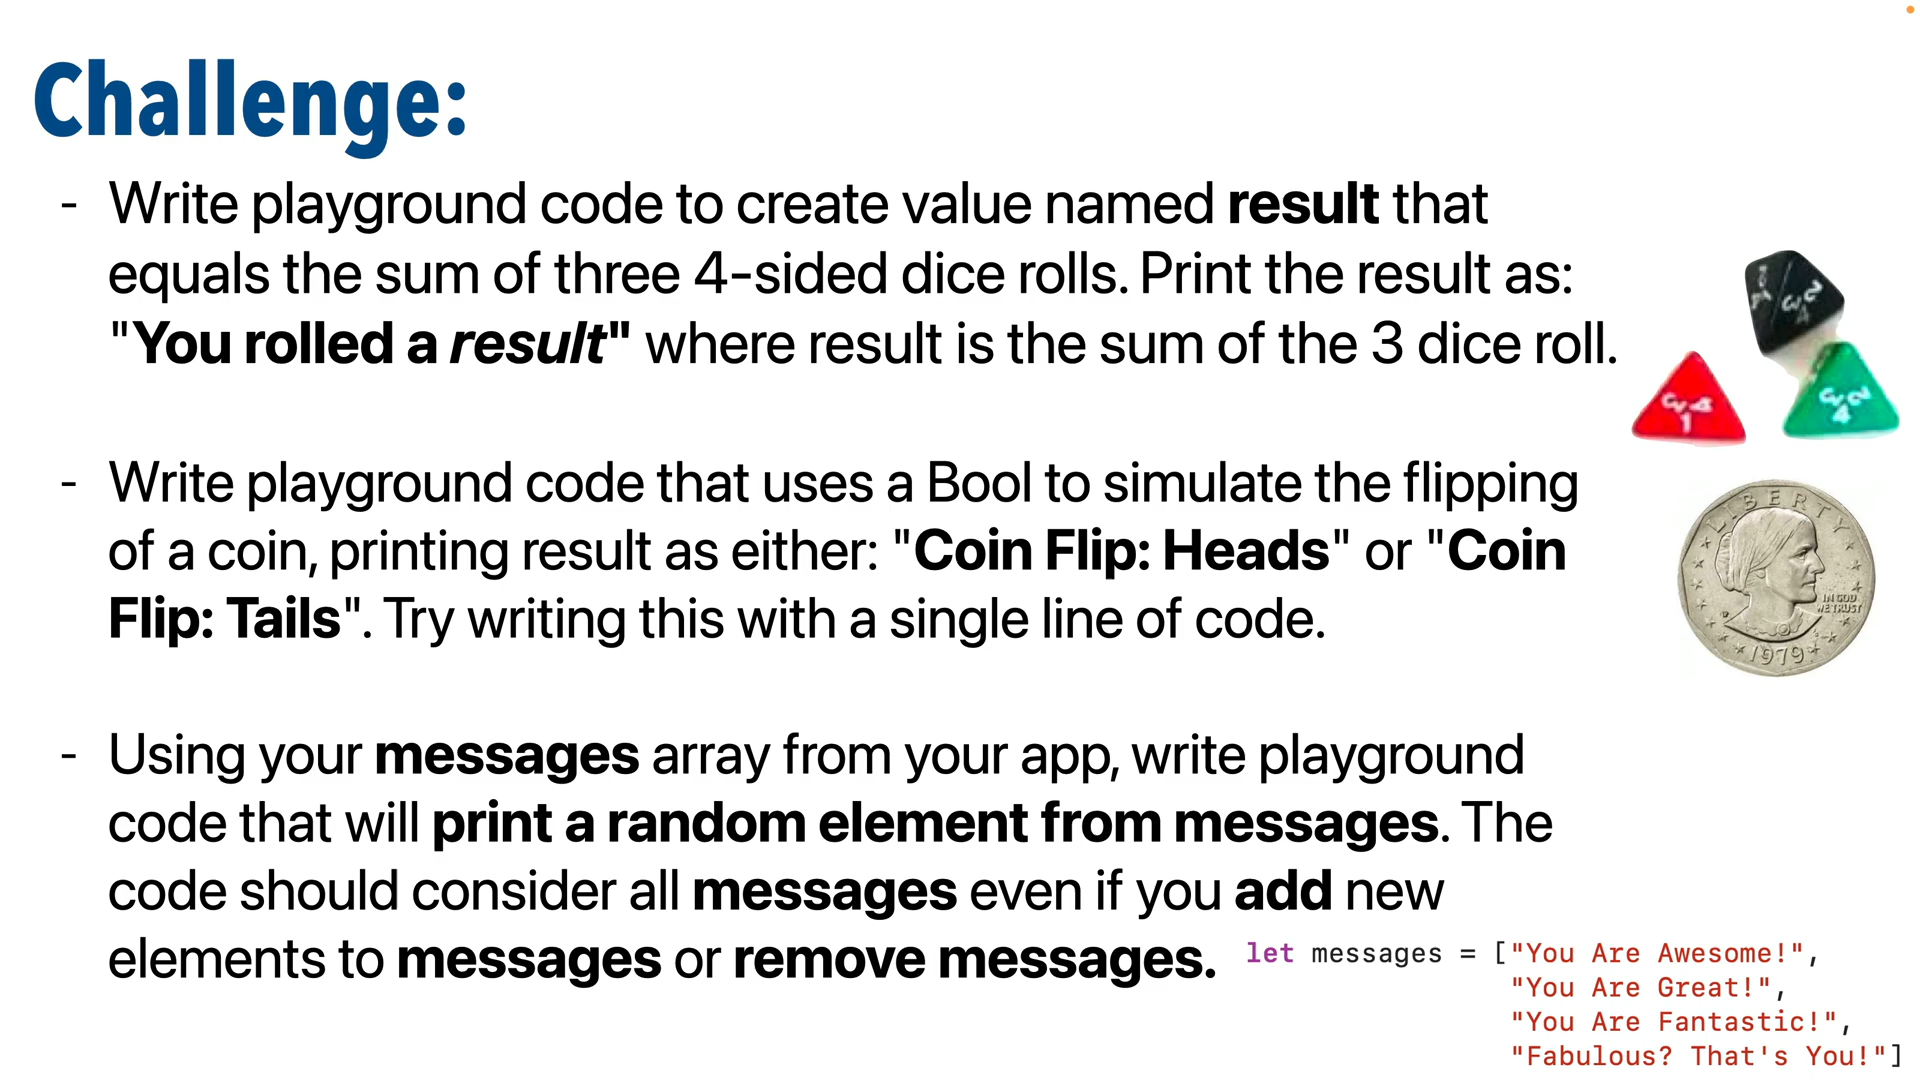 Challenge:
- Write playground code to create value named result that
equals the sum of three 4-sided dice rolls. Print the result as:
"You rolled a result" where result is the sum of the 3 dice roll.
- Write playground code that uses a Bool to simulate the flipping
of a coin, printing result as either: "Coin Flip: Heads" or "Coin
Flip: Tails". Try writing this with a single line of code.
LIBERTY
IN GOD
WE TRUST
1979
- Using your messages array from your app, write playground
code that will print a random element from messages. The
code should consider all messages even if you add new
elements to messages or remove messages.
let messages = ["You Are Awesome!",
"You Are Great!",
"You Are Fantastic!",
"Fabulous? That's You!"]